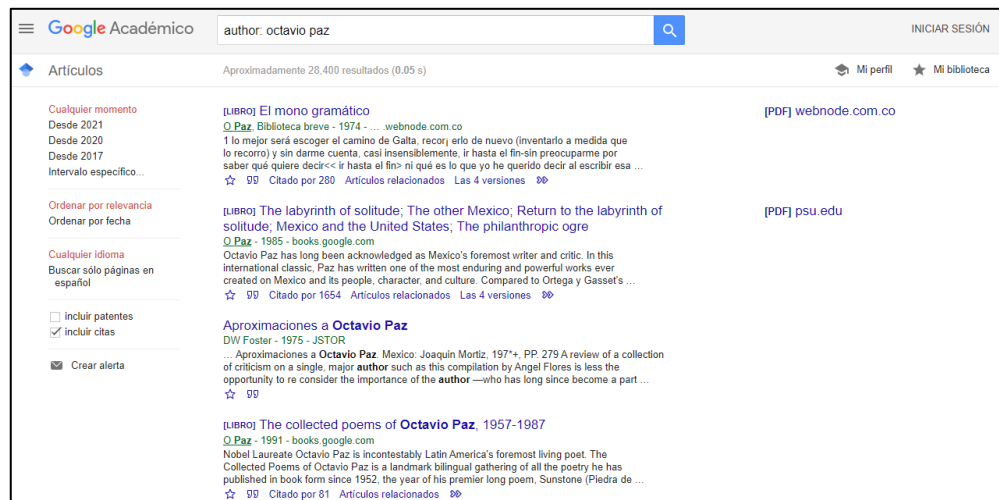 Google Académico
author: octavio paz
INICIAR SESIÓN
Artículos
Aproximadamente 28,400 resultados (0.05 s)
Mi perfil
Mi biblioteca
Cualquier momento
Desde 2021
Desde 2020
Desde 2017
Intervalo específico...
Ordenar por relevancia
Ordenar por fecha
Cualquier idioma
Buscar sólo páginas en
español
incluir patentes
incluir citas
Crear alerta
[LIBRO] El mono gramático
O Paz, Biblioteca breve - 1974 - ... .webnode.com.co
1 lo mejor será escoger el camino de Galta, recor¡ erlo de nuevo (inventarlo a medida que
lo recorro) y sin darme cuenta, casi insensiblemente, ir hasta el fin-sin preocuparme por
saber qué quiere decir<< ir hasta el fin> ni qué es lo que yo he querido decir al escribir esa ...
Citado por 280 Artículos relacionados Las 4 versiones
[PDF] webnode.com.co
[LIBRO] The labyrinth of solitude; The other Mexico; Return to the labyrinth of
solitude; Mexico and the United States; The philanthropic ogre
O Paz - 1985 - books.google.com
Octavio Paz has long been acknowledged as Mexico's foremost writer and critic. In this
international classic, Paz has written one of the most enduring and powerful works ever
created on Mexico and its people, character, and culture. Compared to Ortega y Gasset's ...
Citado por 1654 Artículos relacionados Las 4 versiones
[PDF] psu.edu
Aproximaciones a Octavio Paz
DW Foster - 1975 - JSTOR
... Aproximaciones a Octavio Paz. Mexico: Joaquin Mortiz, 197*+, PP. 279 A review of a collection
of criticism on a single, major author such as this compilation by Angel Flores is less the
opportunity to re consider the importance of the author —who has long since become a part ...
[LIBRO] The collected poems of Octavio Paz, 1957-1987
O Paz - 1991 - books.google.com
Nobel Laureate Octavio Paz is incontestably Latin America's foremost living poet. The
Collected Poems of Octavio Paz is a landmark bilingual gathering of all the poetry he has
published in book form since 1952, the year of his premier long poem, Sunstone (Piedra de ...
Citado por 81 Artículos relacionados